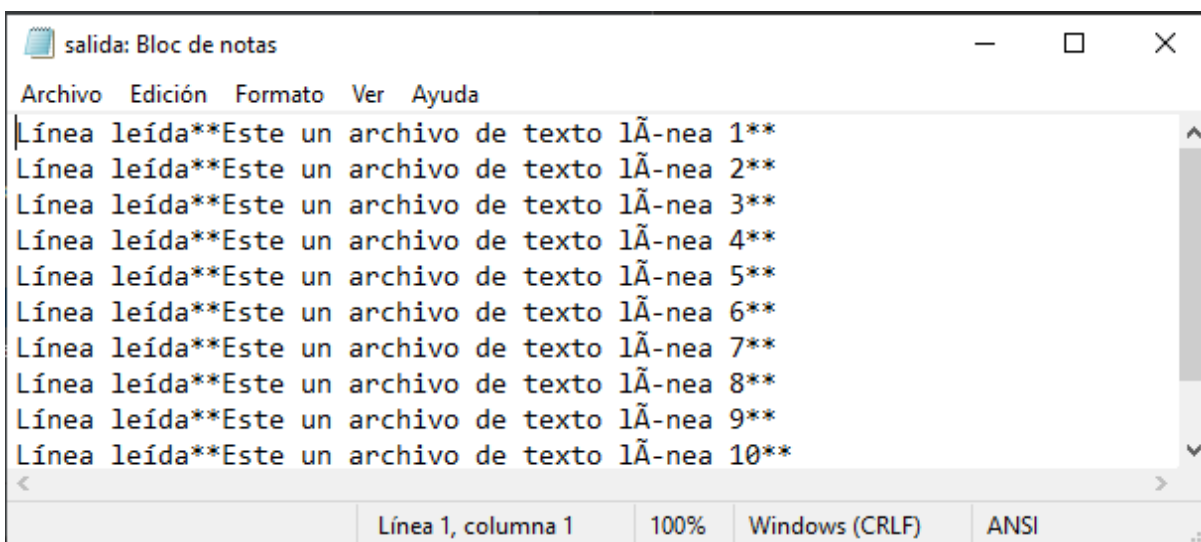 salida: Bloc de notas
Archivo Edición Formato Ver Ayuda
Línea leída**Este un archivo de texto lÃ-nea 1**
Línea leída**Este un archivo de texto lÃ-nea 2**
Línea leída**Este un archivo de texto lÃ-nea 3**
Línea leída**Este un archivo de texto lÃ-nea 4**
Línea leída**Este un archivo de texto lÃ-nea 5**
Línea leída**Este un archivo de texto lÃ-nea 6**
Línea leída**Este un archivo de texto lÃ-nea 7**
Línea leída**Este un archivo de texto lÃ-nea 8**
Línea leída**Este un archivo de texto lÃ-nea 9**
Línea leída**Este un archivo de texto lÃ-nea 10**
Línea 1, columna 1 100% Windows (CRLF) ANSI